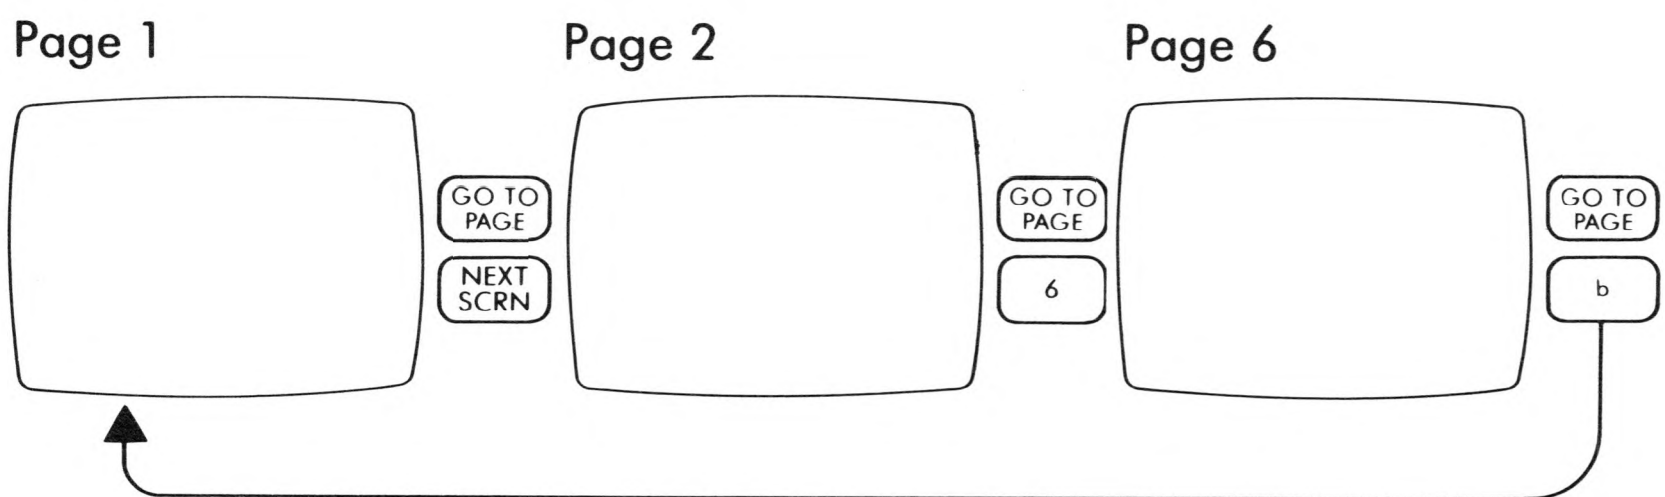 Page 1
Page 2
Page 6
GO TO
PAGE
NEXT
SCRN
GO TO
PAGE
6
GO TO
PAGE
b